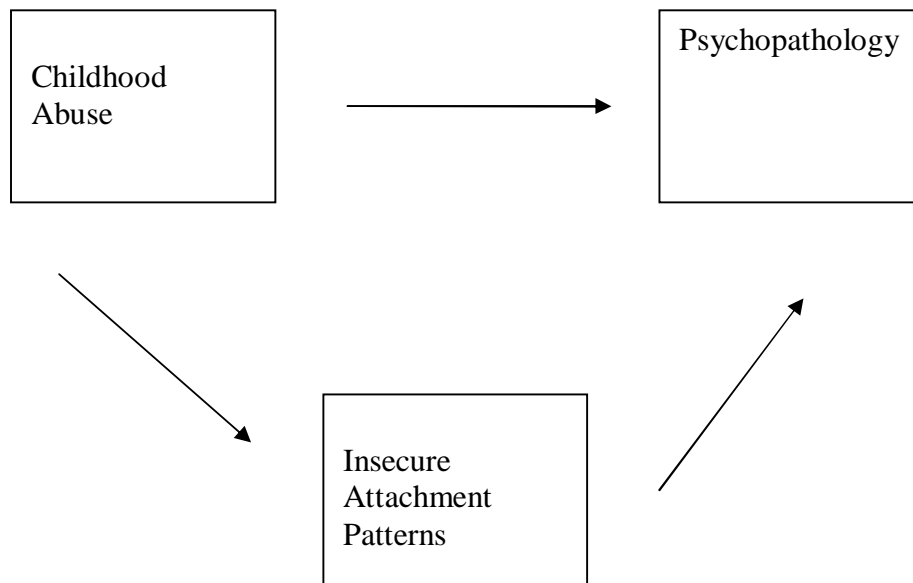 Childhood
Abuse
Psychopathology
Insecure
Attachment
Patterns